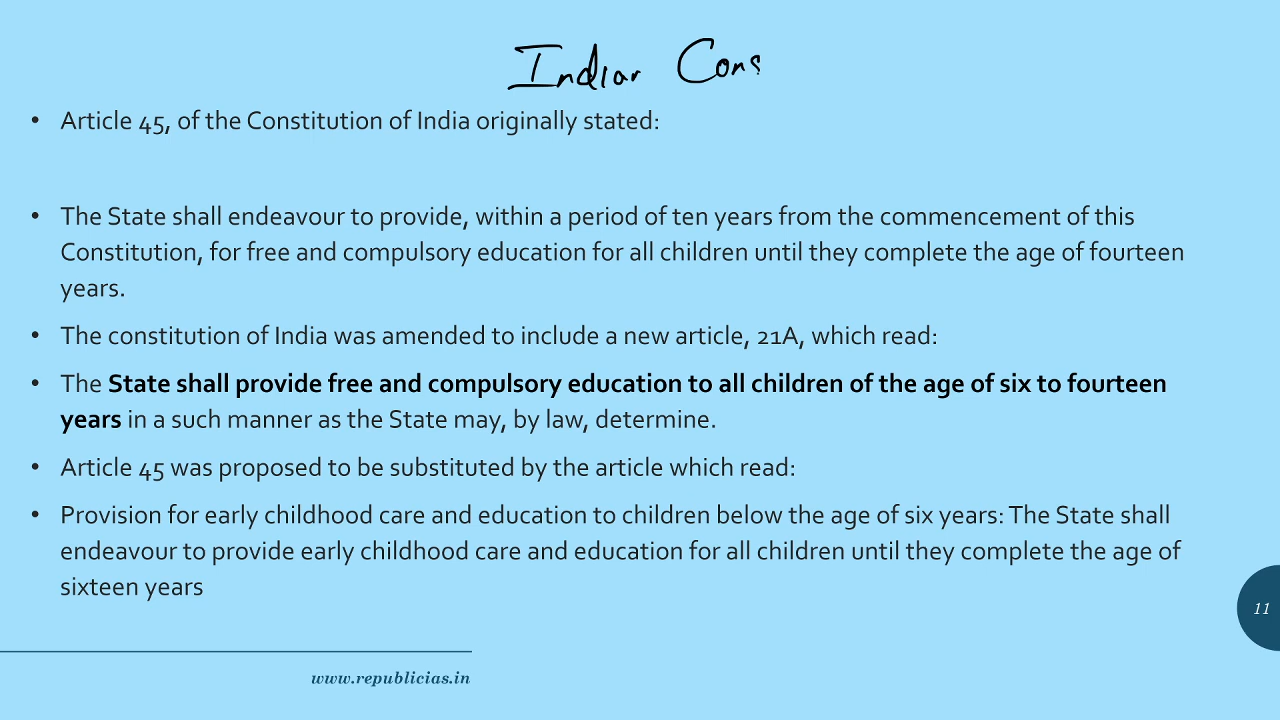 Indian Cons
• Article 45, of the Constitution of India originally stated:
• The State shall endeavour to provide, within a period of ten years from the commencement of this
Constitution, for free and compulsory education for all children until they complete the age of fourteen
years.
• The constitution of India was amended to include a new article, 21A, which read:
• The State shall provide free and compulsory education to all children of the age of six to fourteen
years in a such manner as the State may, by law, determine.
• Article 45 was proposed to be substituted by the article which read:
• Provision for early childhood care and education to children below the age of six years: The State shall
endeavour to provide early childhood care and education for all children until they complete the age of
sixteen years
11
www.republicias.in